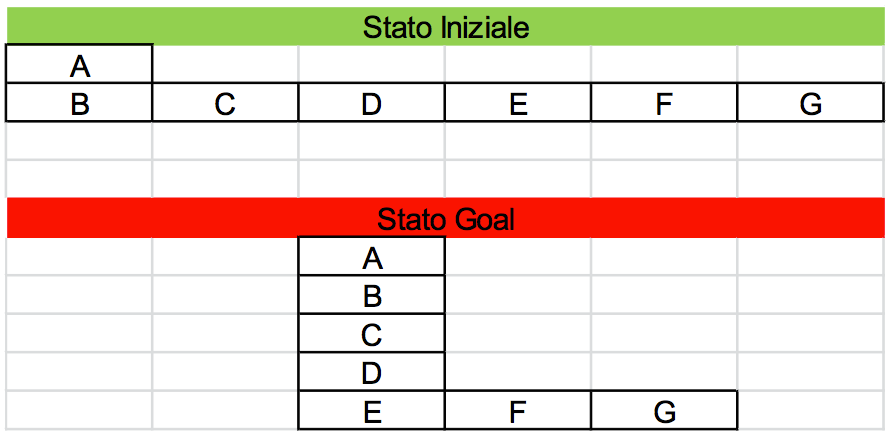 Stato Iniziale
A
B C D E F G
Stato Goal
A
B
C
D
E F G